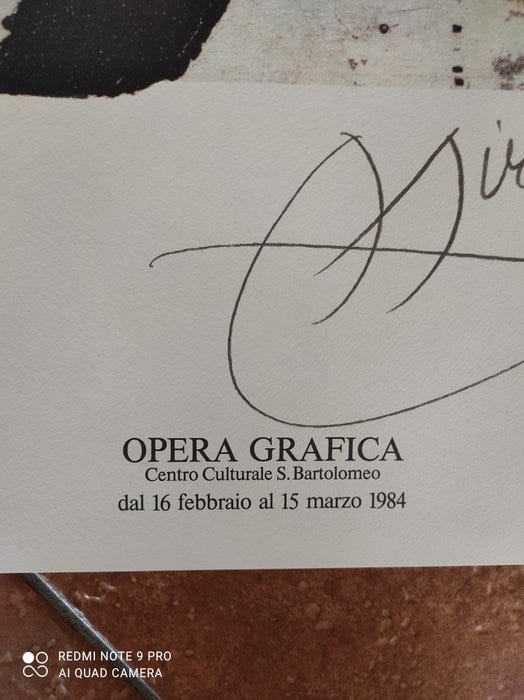 OPERA GRAFICA
Centro Culturale S. Bartolomeo
dal 16 febbraio al 15 marzo 1984
REDMI NOTE 9 PRO
AI QUAD CAMERA